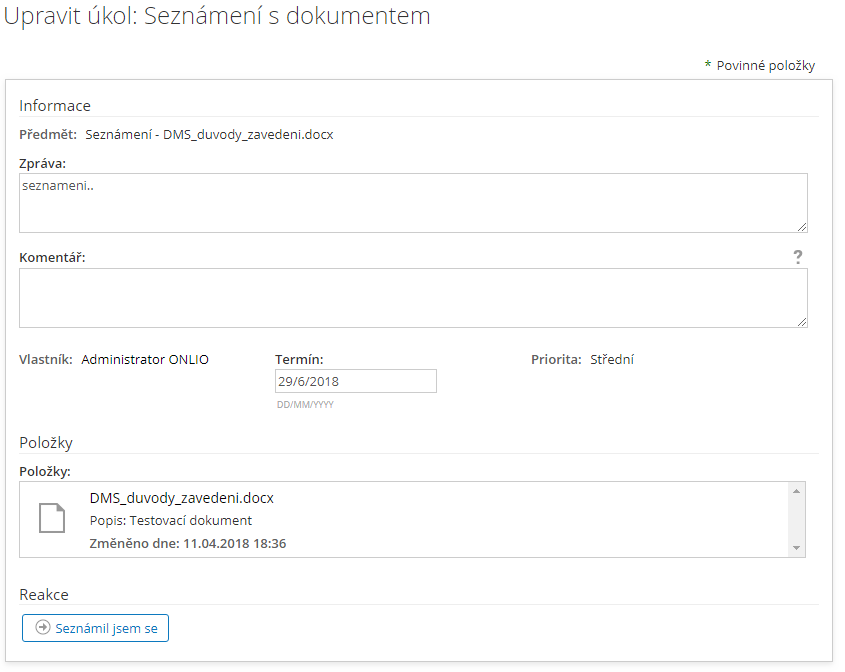 Upravit úkol: Seznámení s dokumentem
* Povinné položky
Informace
Předmět: Seznámení - DMS_duvody_zavedeni.docx
Zpráva:
seznameni..
Komentář:
?
Vlastník: Administrator ONLIO Termín: Priorita: Střední
29/6/2018
DD/MM/YYYY
Položky
Položky:
DMS_duvody_zavedeni.docx
Popis: Testovací dokument
Změněno dne: 11.04.2018 18:36
Reakce
Seznámil jsem se